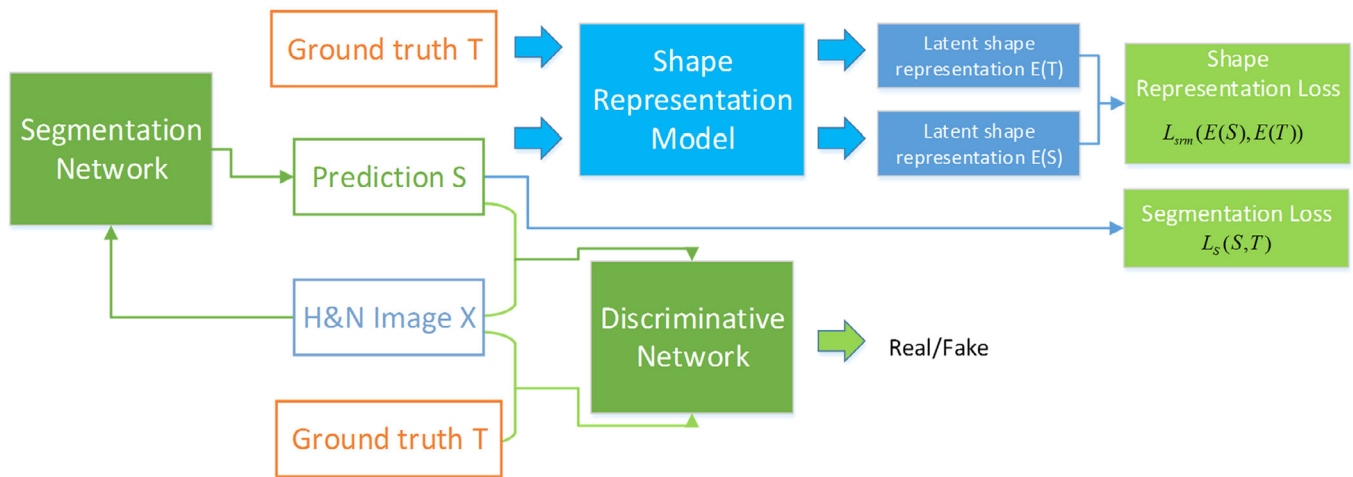 Ground truth T
Shape
Representation
Model
Latent shape
representation E(T)
Shape
Representation Loss
L_srm(E(S),E(T))
Segmentation
Network
Prediction S
Latent shape
representation E(S)
Segmentation Loss
L_S(S,T)
H&N Image X
Discriminative
Network
Real/Fake
Ground truth T